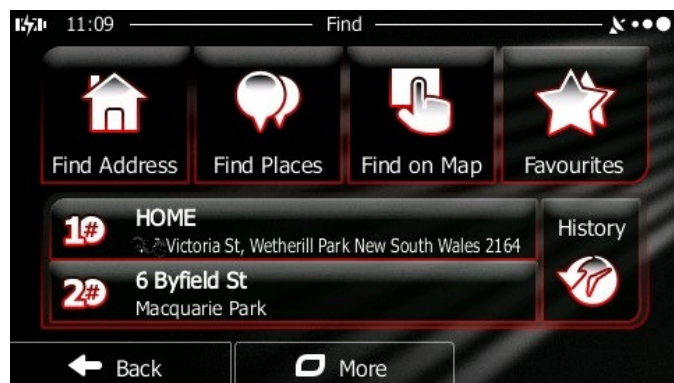 11:09 Find
Find Address Find Places Find on Map Favourites
1# HOME
Victoria St, Wetherill Park New South Wales 2164
History
2# 6 Byfield St
Macquarie Park
Back More